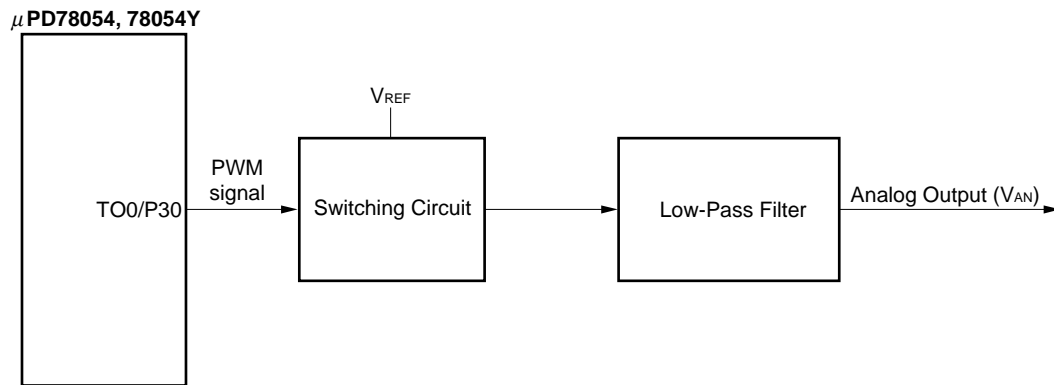 μPD78054, 78054Y
VREF
PWM
signal
TO0/P30
Switching Circuit
Low-Pass Filter
Analog Output (VAN)